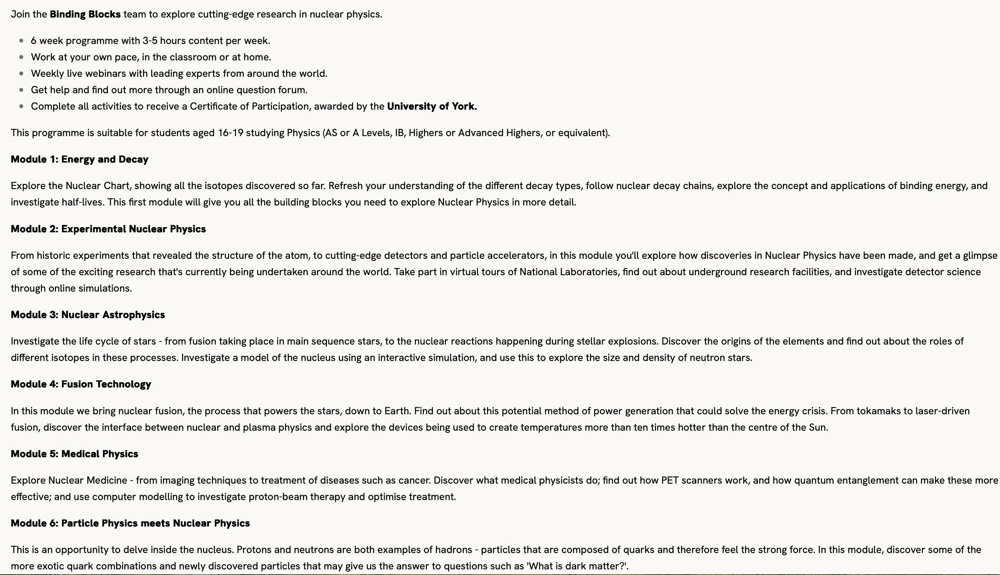 Join the Binding Blocks team to explore cutting-edge research in nuclear physics.
6 week programme with 3-5 hours content per week.
Work at your own pace, in the classroom or at home.
Weekly live webinars with leading experts from around the world.
Get help and find out more through an online question forum.
Complete all activities to receive a Certificate of Participation, awarded by the University of York.
This programme is suitable for students aged 16-19 studying Physics (AS or A Levels, IB, Highers or Advanced Highers, or equivalent).
Module 1: Energy and Decay
Explore the Nuclear Chart, showing all the isotopes discovered so far. Refresh your understanding of the different decay types, follow nuclear decay chains, explore the concept and applications of binding energy, and
investigate half-lives. This first module will give you all the building blocks you need to explore Nuclear Physics in more detail.
Module 2: Experimental Nuclear Physics
From historic experiments that revealed the structure of the atom, to cutting-edge detectors and particle accelerators, in this module you'll explore how discoveries in Nuclear Physics have been made, and get a glimpse
of some of the exciting research that's currently being undertaken around the world. Take part in virtual tours of National Laboratories, find out about underground research facilities, and investigate detector science
through online simulations.
Module 3: Nuclear Astrophysics
Investigate the life cycle of stars - from fusion taking place in main sequence stars, to the nuclear reactions happening during stellar explosions. Discover the origins of the elements and find out about the roles of
different isotopes in these processes. Investigate a model of the nucleus using an interactive simulation, and use this to explore the size and density of neutron stars.
Module 4: Fusion Technology
In this module we bring nuclear fusion, the process that powers the stars, down to Earth. Find out about this potential method of power generation that could solve the energy crisis. From tokamaks to laser-driven
fusion, discover the interface between nuclear and plasma physics and explore the devices being used to create temperatures more than ten times hotter than the centre of the Sun.
Module 5: Medical Physics
Explore Nuclear Medicine - from imaging techniques to treatment of diseases such as cancer. Discover what medical physicists do; find out how PET scanners work, and how quantum entanglement can make these more
effective; and use computer modelling to investigate proton-beam therapy and optimise treatment.
Module 6: Particle Physics meets Nuclear Physics
This is an opportunity to delve inside the nucleus. Protons and neutrons are both examples of hadrons - particles that are composed of quarks and therefore feel the strong force. In this module, discover some of the
more exotic quark combinations and newly discovered particles that may give us the answer to questions such as 'What is dark matter?'.